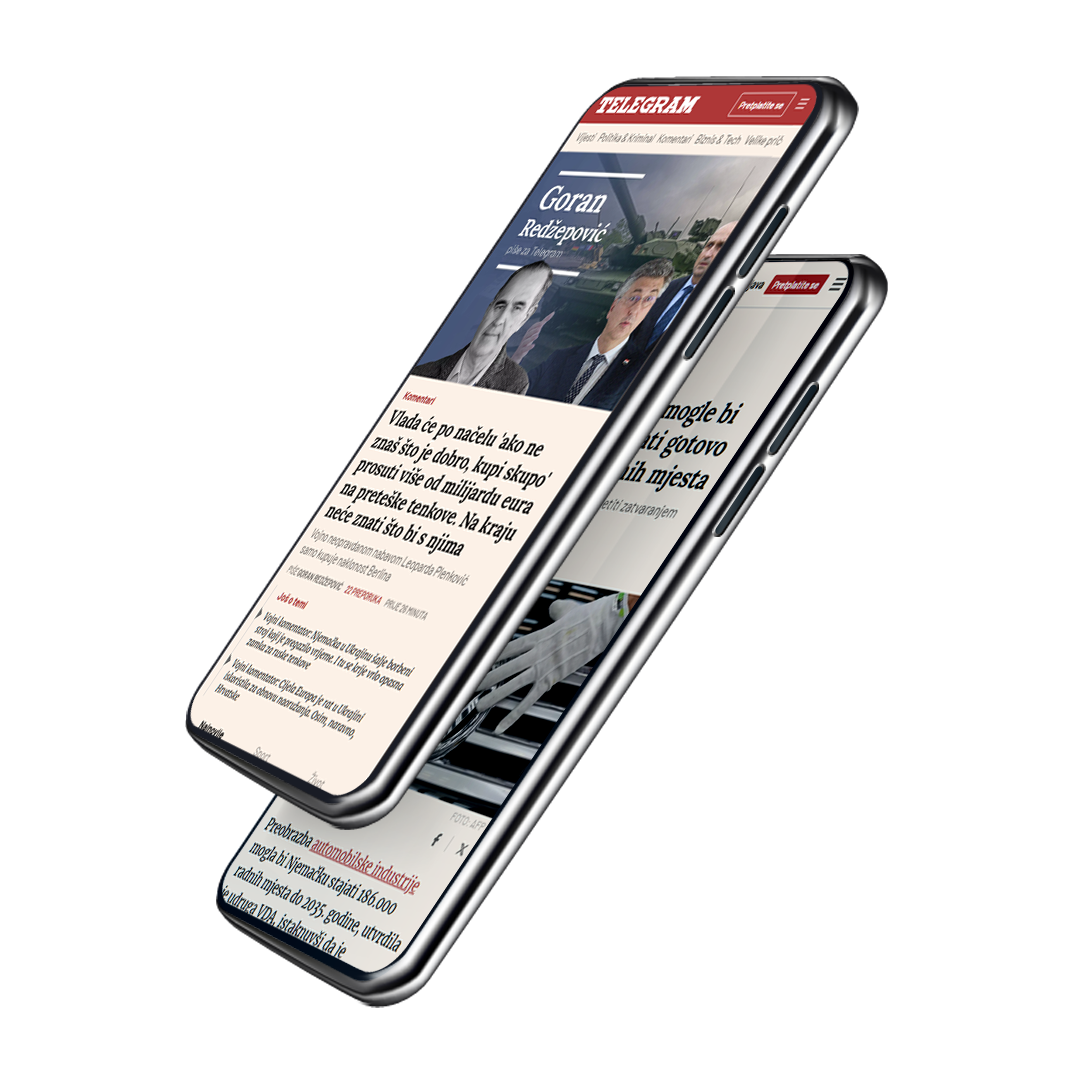 TELEGRAM
Pretplatite se
Vijesti Politika & Kriminal Komentari Biznis & Tech Velike prič
Goran
Redžepović
piše za Telegram
Komentari
Vlada će po načelu 'ako ne
znaš što je dobro, kupi skupo'
prosuti više od milijardu eura
na preteške tenkove. Na kraju
neće znati što bi s njima
Vojno neopravdanom nabavom Leoparda Plenković
samo kupuje naklonost Berlina
PIŠE GORAN REDŽEPOVIĆ 22 PREPORUKA PRIJE 26 MINUTA
Još o temi
Vojni komentator: Njemačka u Ukrajinu šalje borbeni
stroj koji je pregazilo vrijeme. I tu se krije vrlo opasna
zamka za ruske tenkove
Vojni komentator: Cijela Europa je rat u Ukrajini
iskoristila za obnovu naoružanja. Osim, naravno,
Hrvatske
Najnovije
Sport
Život
java
Pretplatite se
mogle bi
ati gotovo
nih mjesta
etiti zatvaranjem
FOTO: AFP
Preobrazba automobilske industrije
mogla bi Njemačku stajati 186.000
radnih mjesta do 2035. godine, utvrdila
je udruga VDA, istaknuvši da je